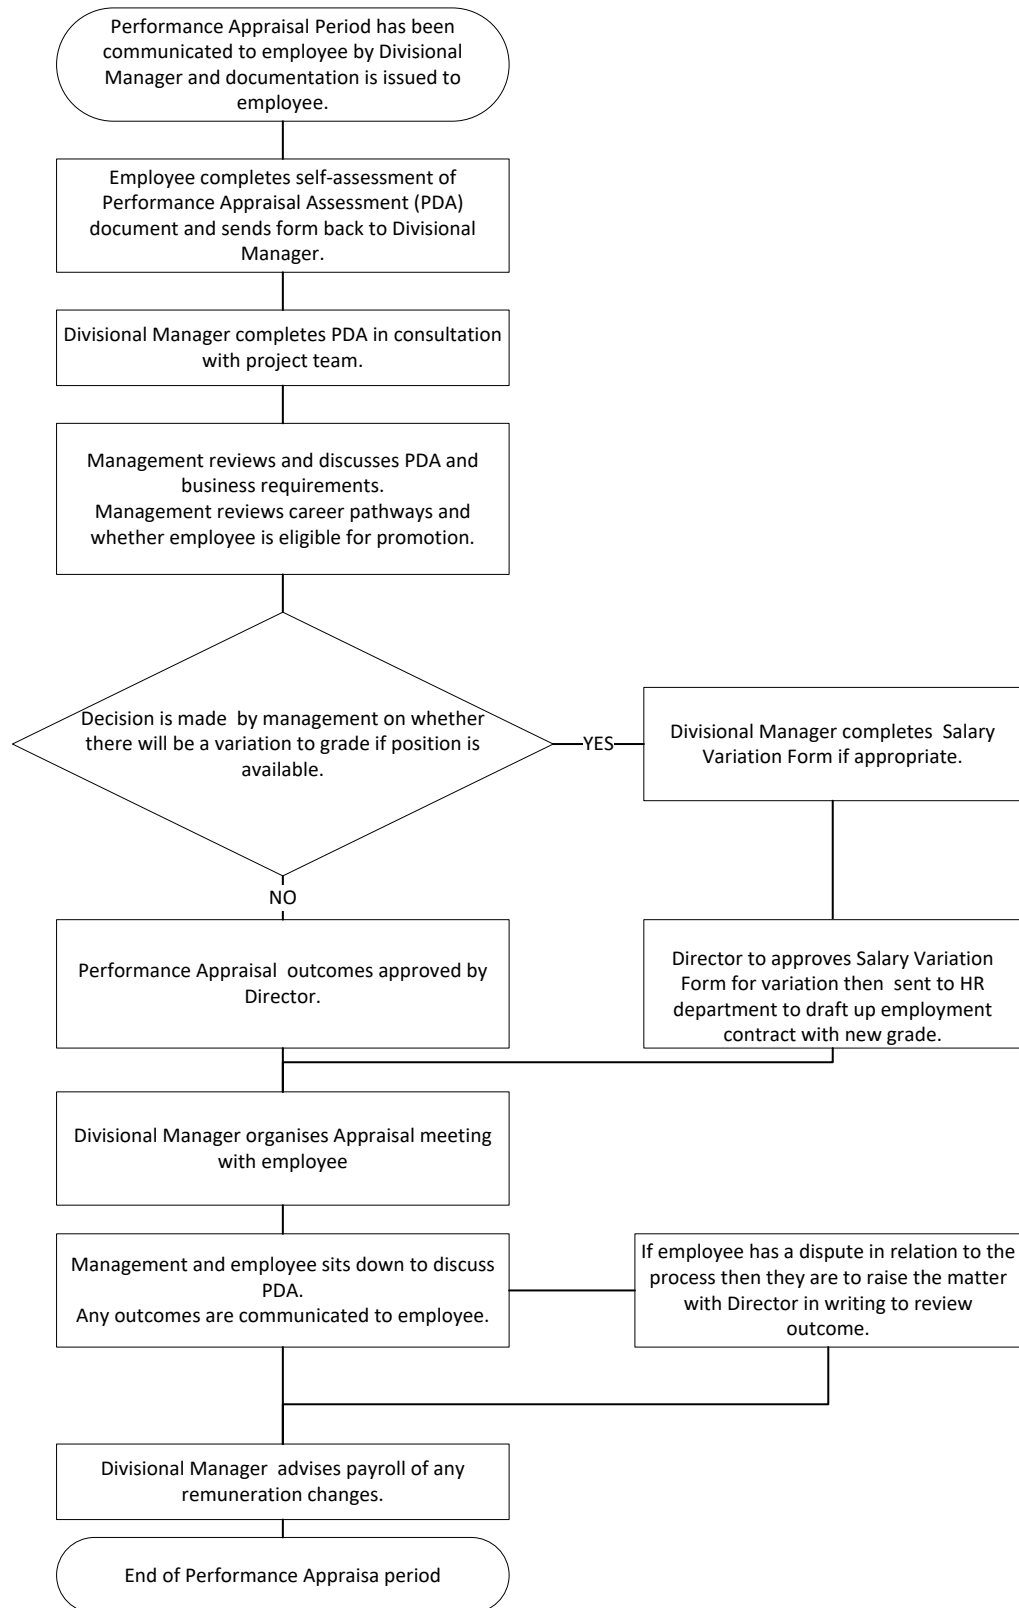 Performance Appraisal Period has been
communicated to employee by Divisional
Manager and documentation is issued to
employee.
Employee completes self-assessment of
Performance Appraisal Assessment (PDA)
document and sends form back to Divisional
Manager.
Divisional Manager completes PDA in consultation
with project team.
Management reviews and discusses PDA and
business requirements.
Management reviews career pathways and
whether employee is eligible for promotion.
Decision is made by management on whether
there will be a variation to grade if position is
available.
YES
Divisional Manager completes Salary
Variation Form if appropriate.
NO
Performance Appraisal outcomes approved by
Director.
Director to approves Salary Variation
Form for variation then sent to HR
department to draft up employment
contract with new grade.
Divisional Manager organises Appraisal meeting
with employee
Management and employee sits down to discuss
PDA.
Any outcomes are communicated to employee.
If employee has a dispute in relation to the
process then they are to raise the matter
with Director in writing to review
outcome.
Divisional Manager advises payroll of any
remuneration changes.
End of Performance Appraisa period